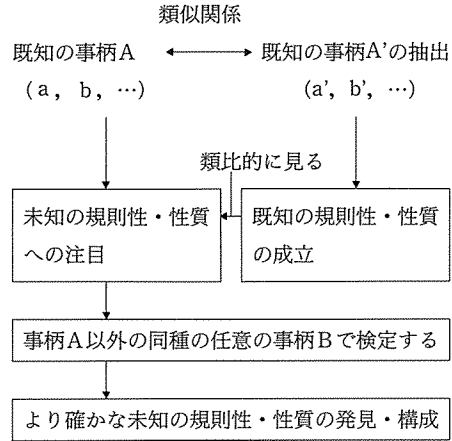 類似関係
既知の事柄A
既知の事柄A'の抽出
(a, b, …)
(a', b', …)
類比的に見る
未知の規則性・性質
への注目
既知の規則性・性質
の成立
事柄A以外の同種の任意の事柄Bで検定する
より確かな未知の規則性・性質の発見・構成